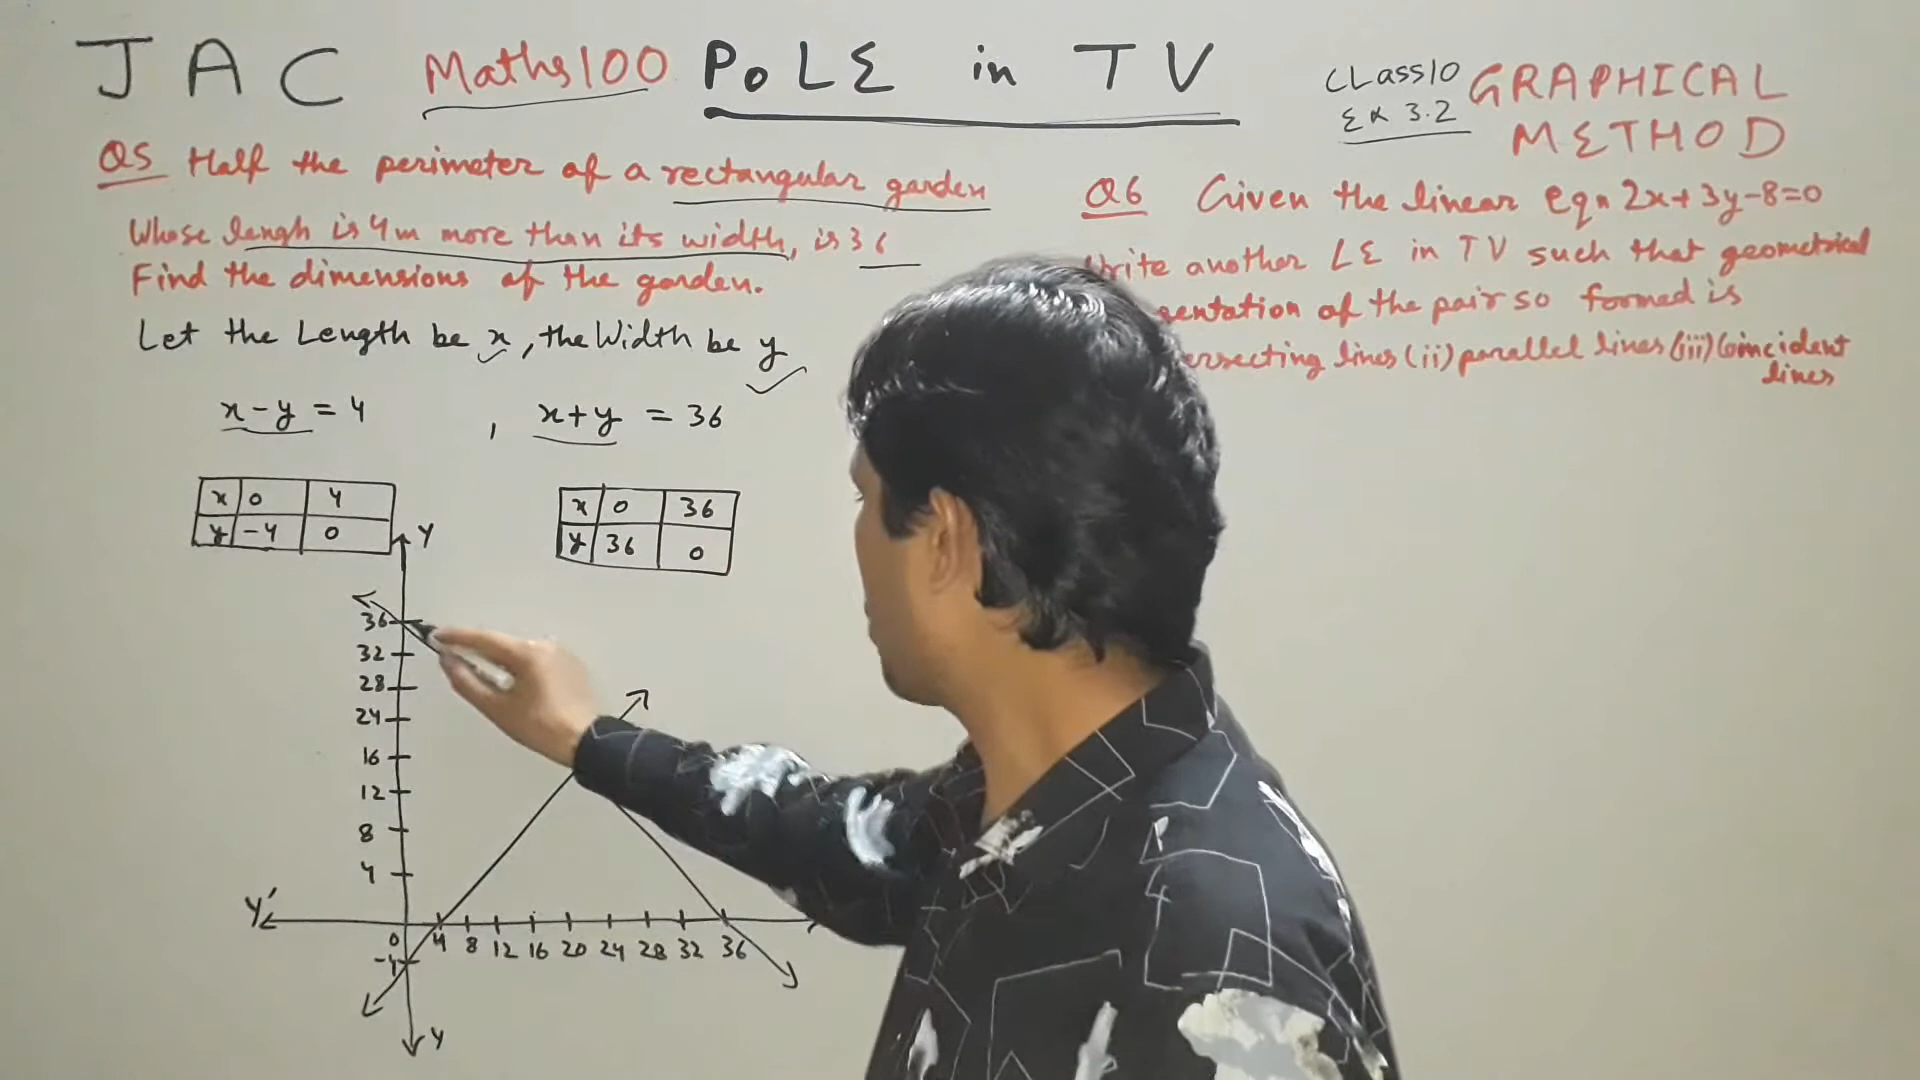 JAC Maths100 PoLE in TV
CLass10 GRAPHICAL
Ex 3.2 METHOD
Q5 Half the perimeter of a rectangular garden
Whose lengh is 4m more than its width, is 36
Find the dimensions of the garden.
Let the Length be x, the Width be y
x-y = 4 , x+y = 36
x 0 4
y -4 0
x 0 36
y 36 0
Y
36
32
28
24
16
12
8
4
Y'
0 4 8 12 16 20 24 28 32 36
-4
Y
Q6 Given the linear Eqn 2x+3y-8=0
another LE in TV such that geometrical
of the pair so formed is
lines (ii) parallel lines (iii) Coincident
lines